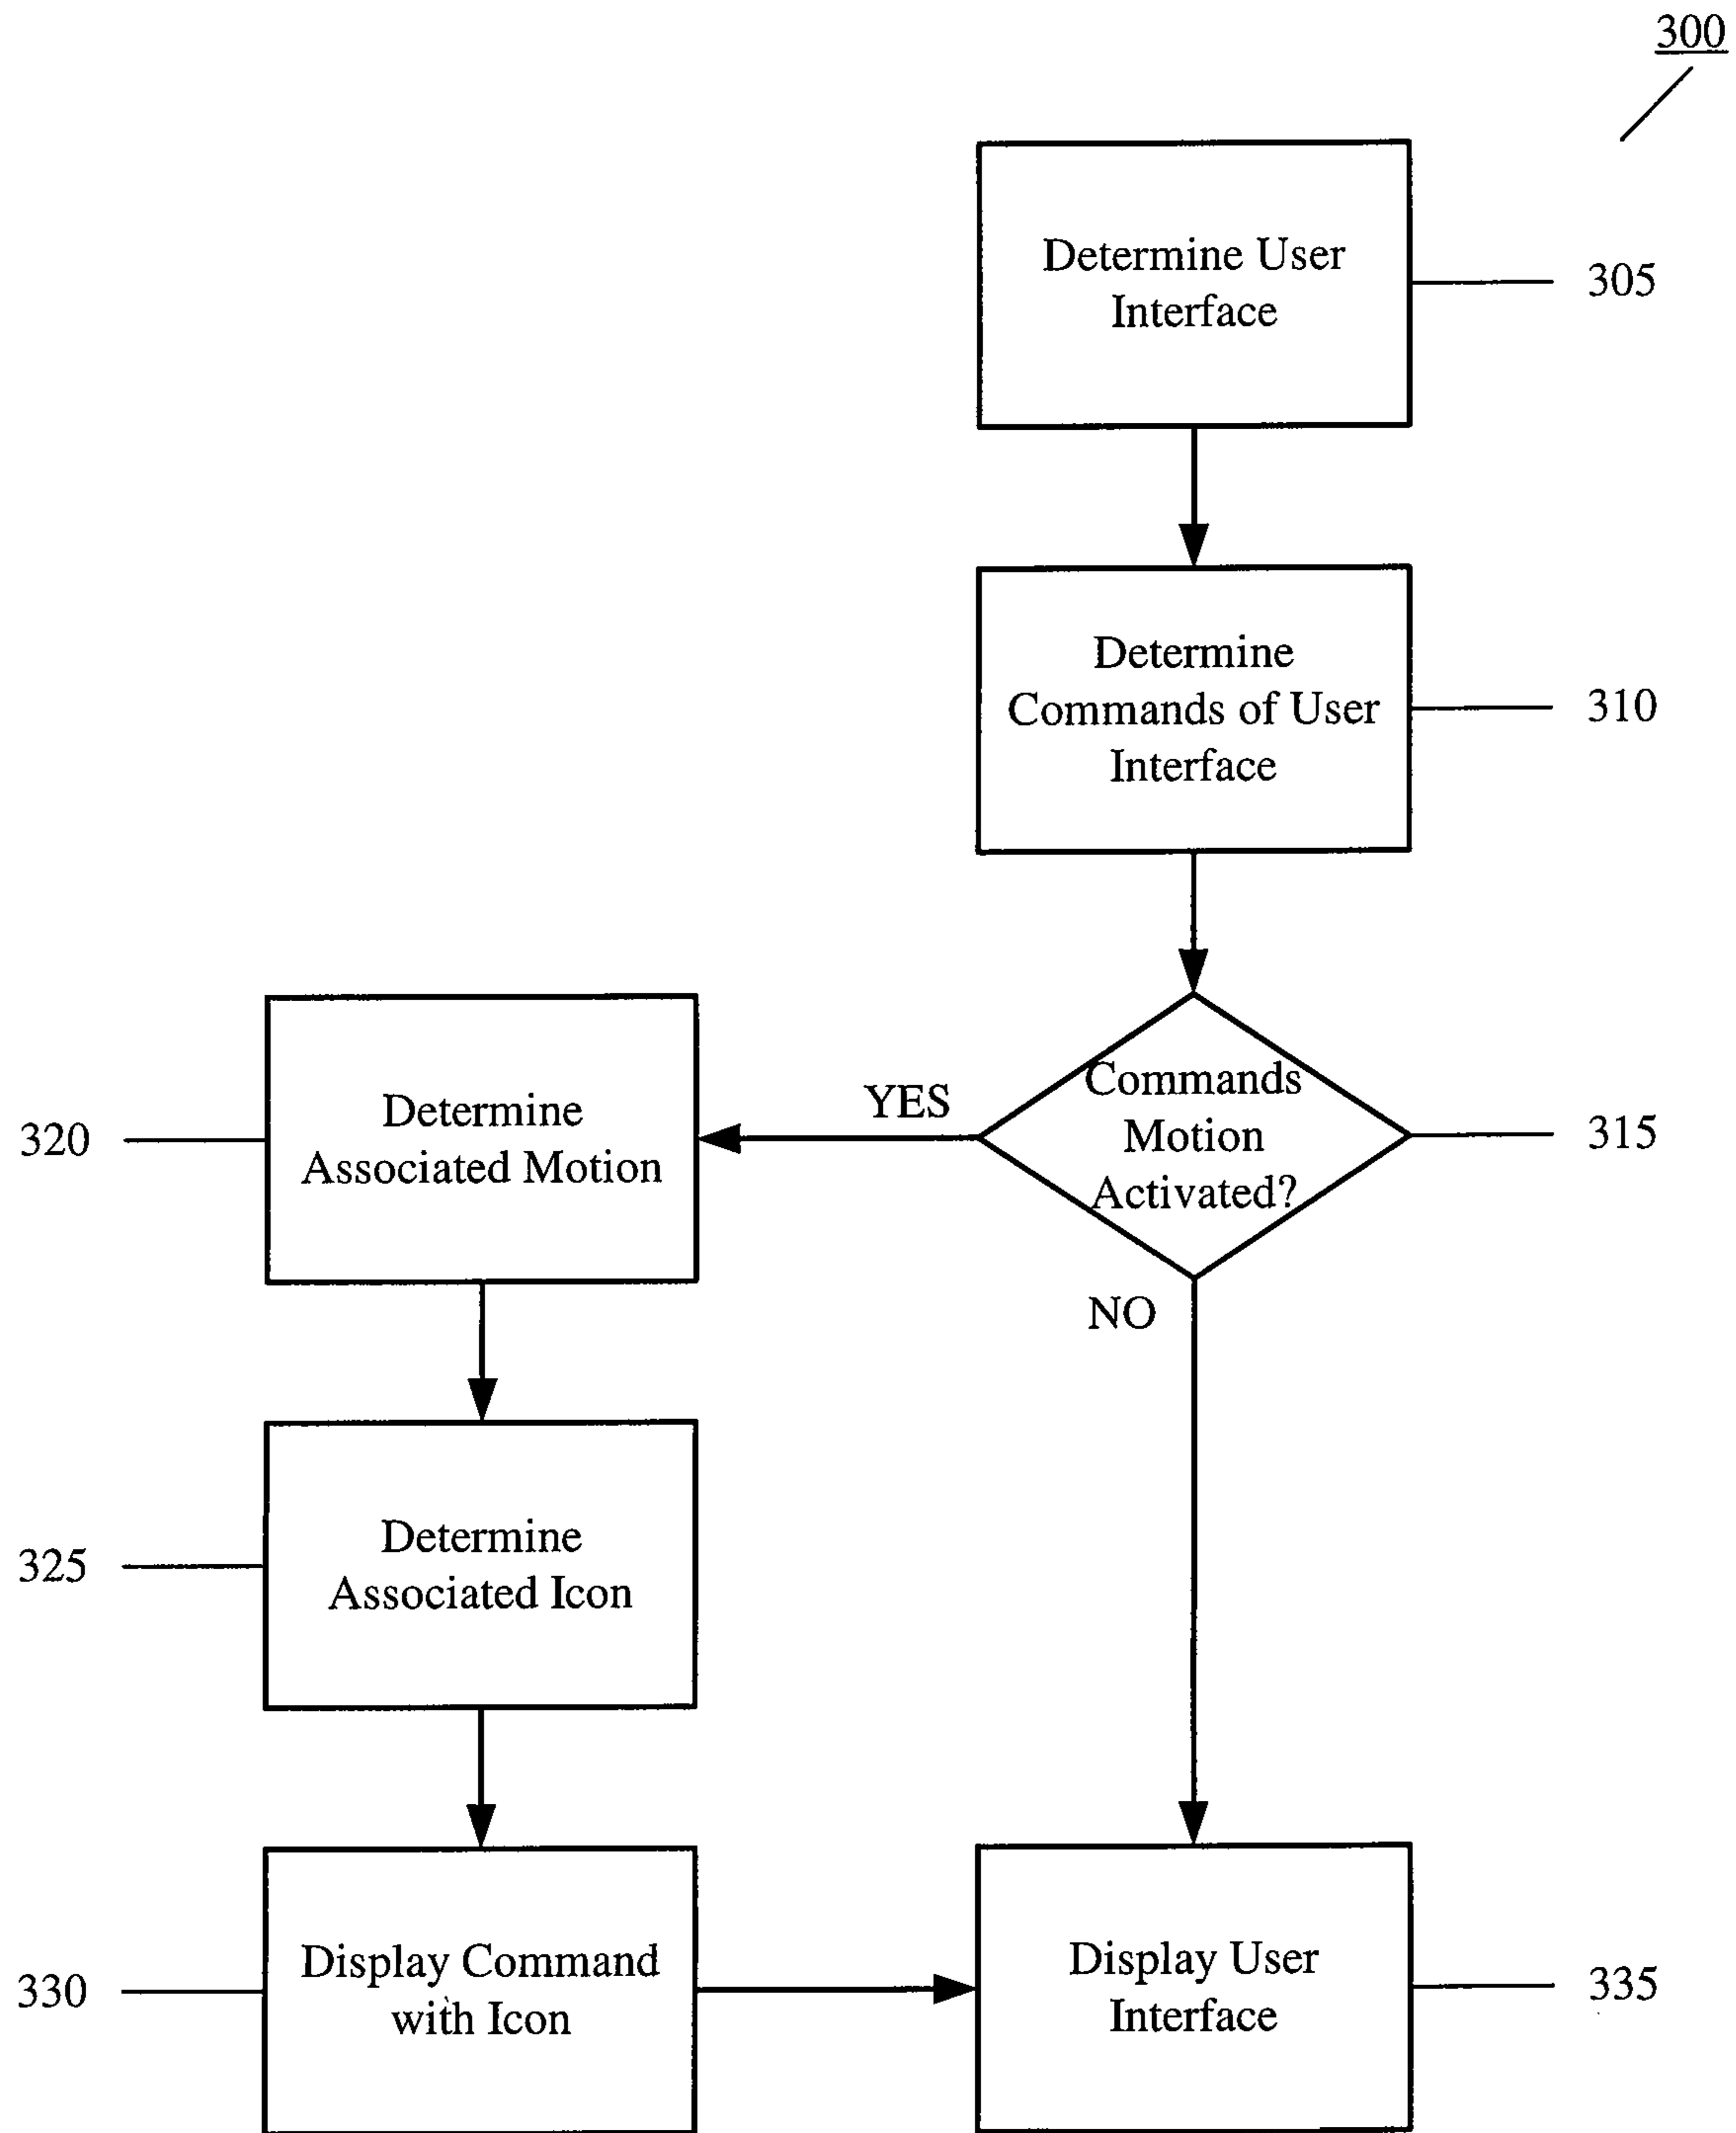 300
Determine User
Interface
305
Determine
Commands of User
Interface
310
Commands
Motion
Activated?
315
YES
NO
320
Determine
Associated Motion
325
Determine
Associated Icon
330
Display Command
with Icon
Display User
Interface
335